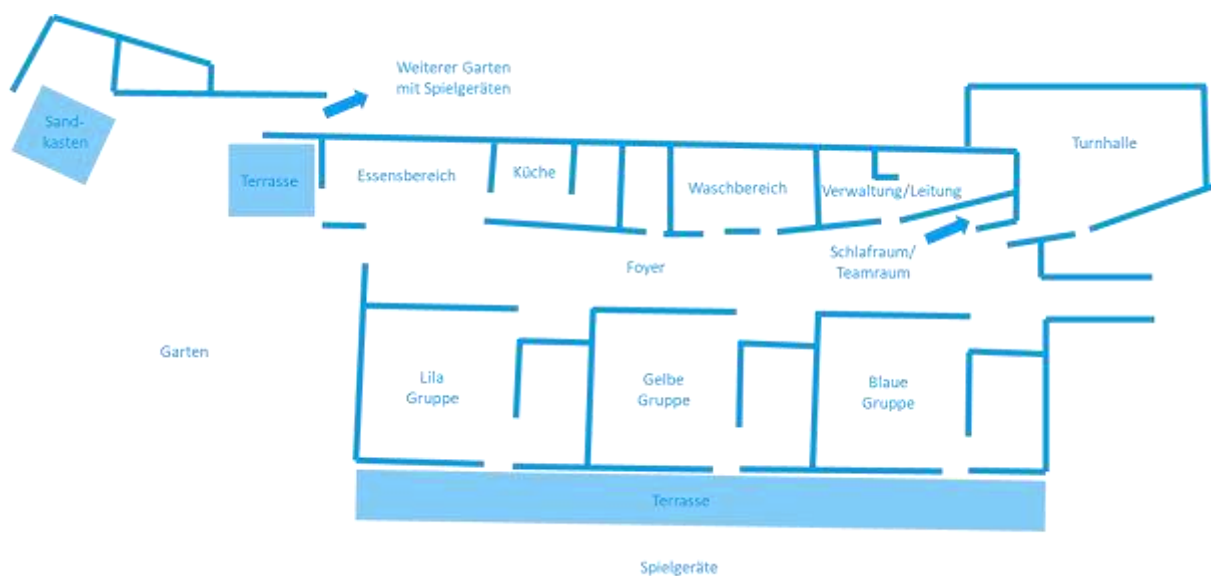 Weiterer Garten
mit Spielgeräten
Sand-
kasten
Turnhalle
Terrasse
Essensbereich
Küche
Waschbereich
Verwaltung/Leitung
Schlafraum/
Teamraum
Foyer
Garten
Lila
Gruppe
Gelbe
Gruppe
Blaue
Gruppe
Terrasse
Spielgeräte